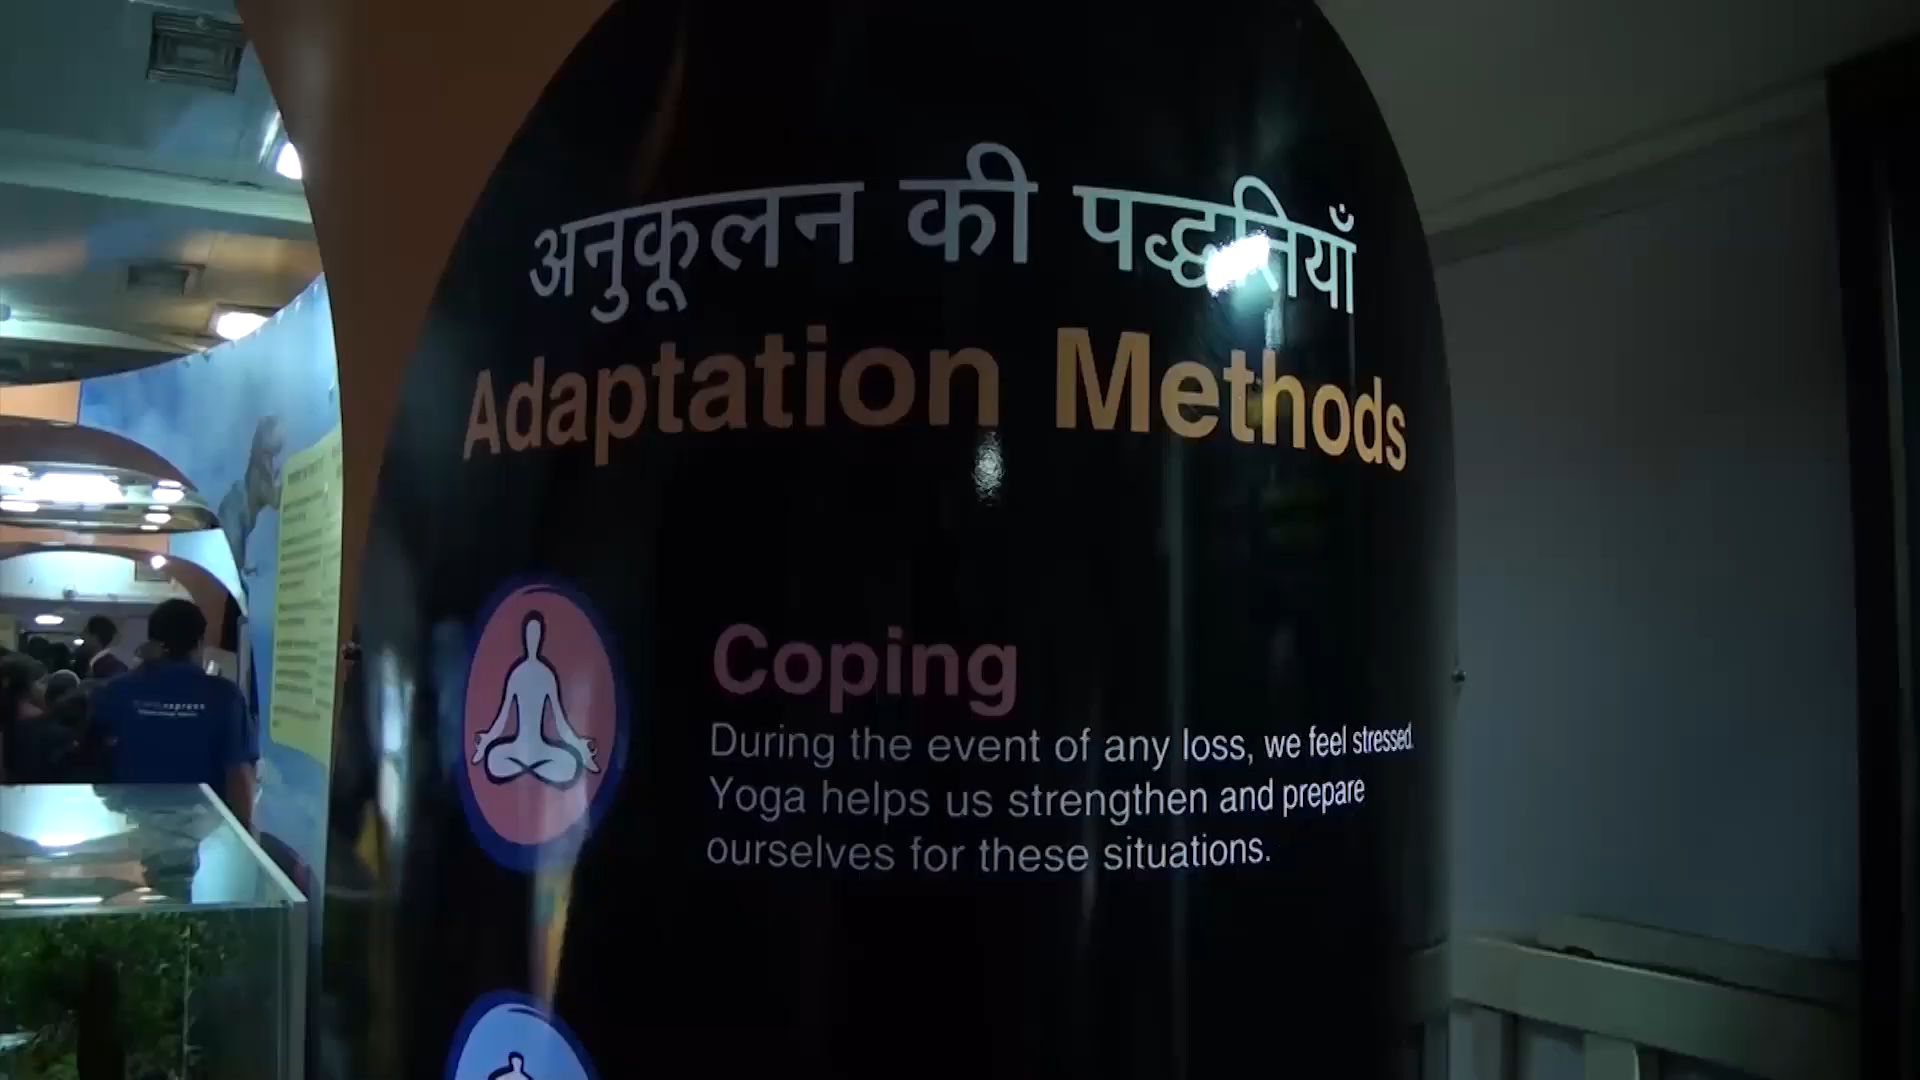 अनुकूलन की पद्धतियाँ
Adaptation Methods
Coping
During the event of any loss, we feel stressed.
Yoga helps us strengthen and prepare
ourselves for these situations.